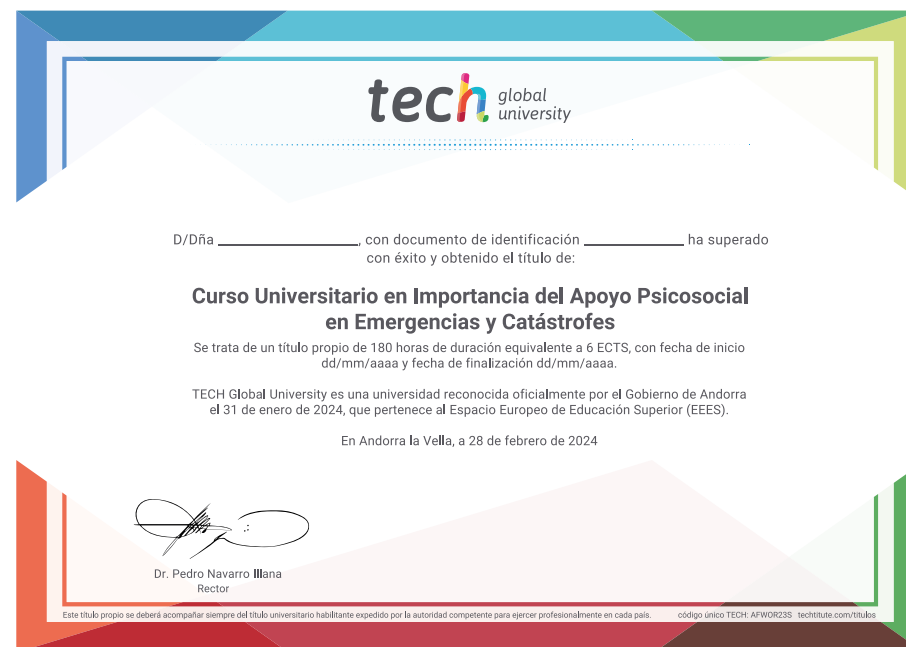 tech global university
D/Dña ____________________, con documento de identificación ______________ ha superado
con éxito y obtenido el título de:
Curso Universitario en Importancia del Apoyo Psicosocial
en Emergencias y Catástrofes
Se trata de un título propio de 180 horas de duración equivalente a 6 ECTS, con fecha de inicio
dd/mm/aaaa y fecha de finalización dd/mm/aaaa.
TECH Global University es una universidad reconocida oficialmente por el Gobierno de Andorra
el 31 de enero de 2024, que pertenece al Espacio Europeo de Educación Superior (EEES).
En Andorra la Vella, a 28 de febrero de 2024
Dr. Pedro Navarro Illana
Rector
Este título propio se deberá acompañar siempre del título universitario habilitante expedido por la autoridad competente para ejercer profesionalmente en cada país. código único TECH: AFWOR23S techtitute.com/titulos